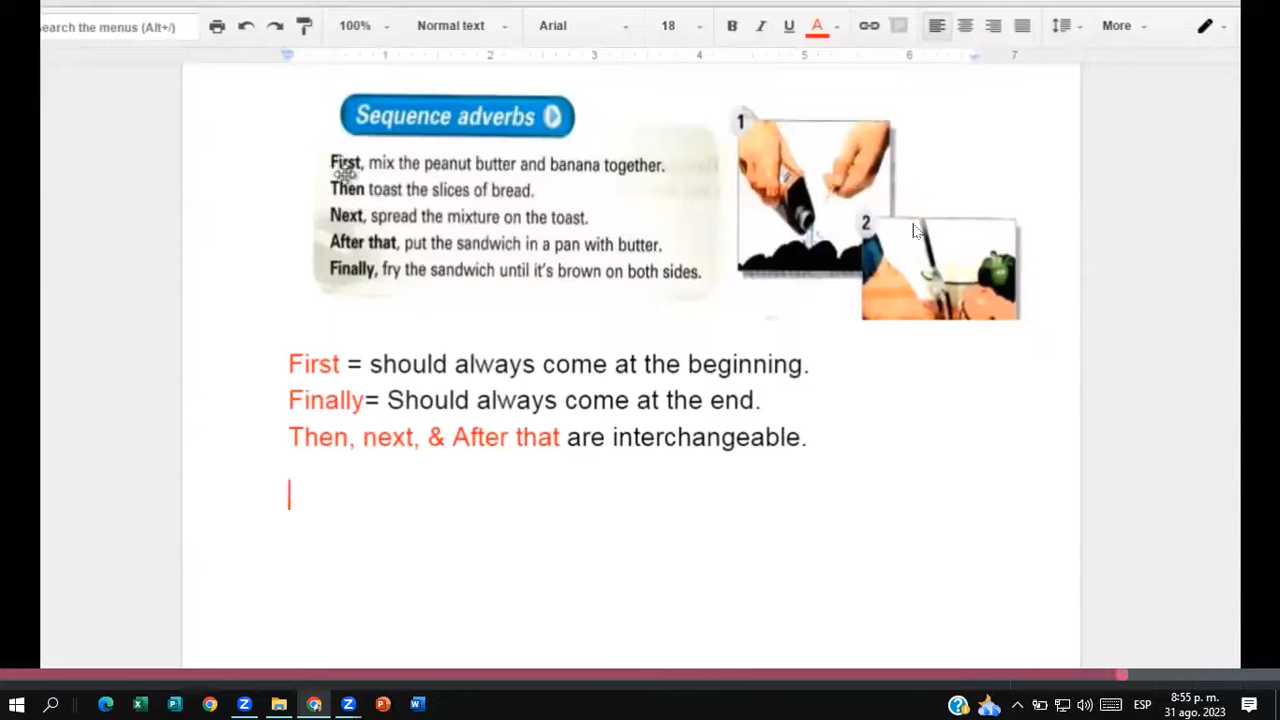 earch the menus (Alt+/)
100%
Normal text
Arial
18
B
I
U
A
More
1 2 3 4 5 6 7
Sequence adverbs
First, mix the peanut butter and banana together.
Then toast the slices of bread.
Next, spread the mixture on the toast.
After that, put the sandwich in a pan with butter.
Finally, fry the sandwich until it's brown on both sides.
1
2
First = should always come at the beginning.
Finally= Should always come at the end.
Then, next, & After that are interchangeable.
ESP
8:55 p. m.
31 ago. 2023